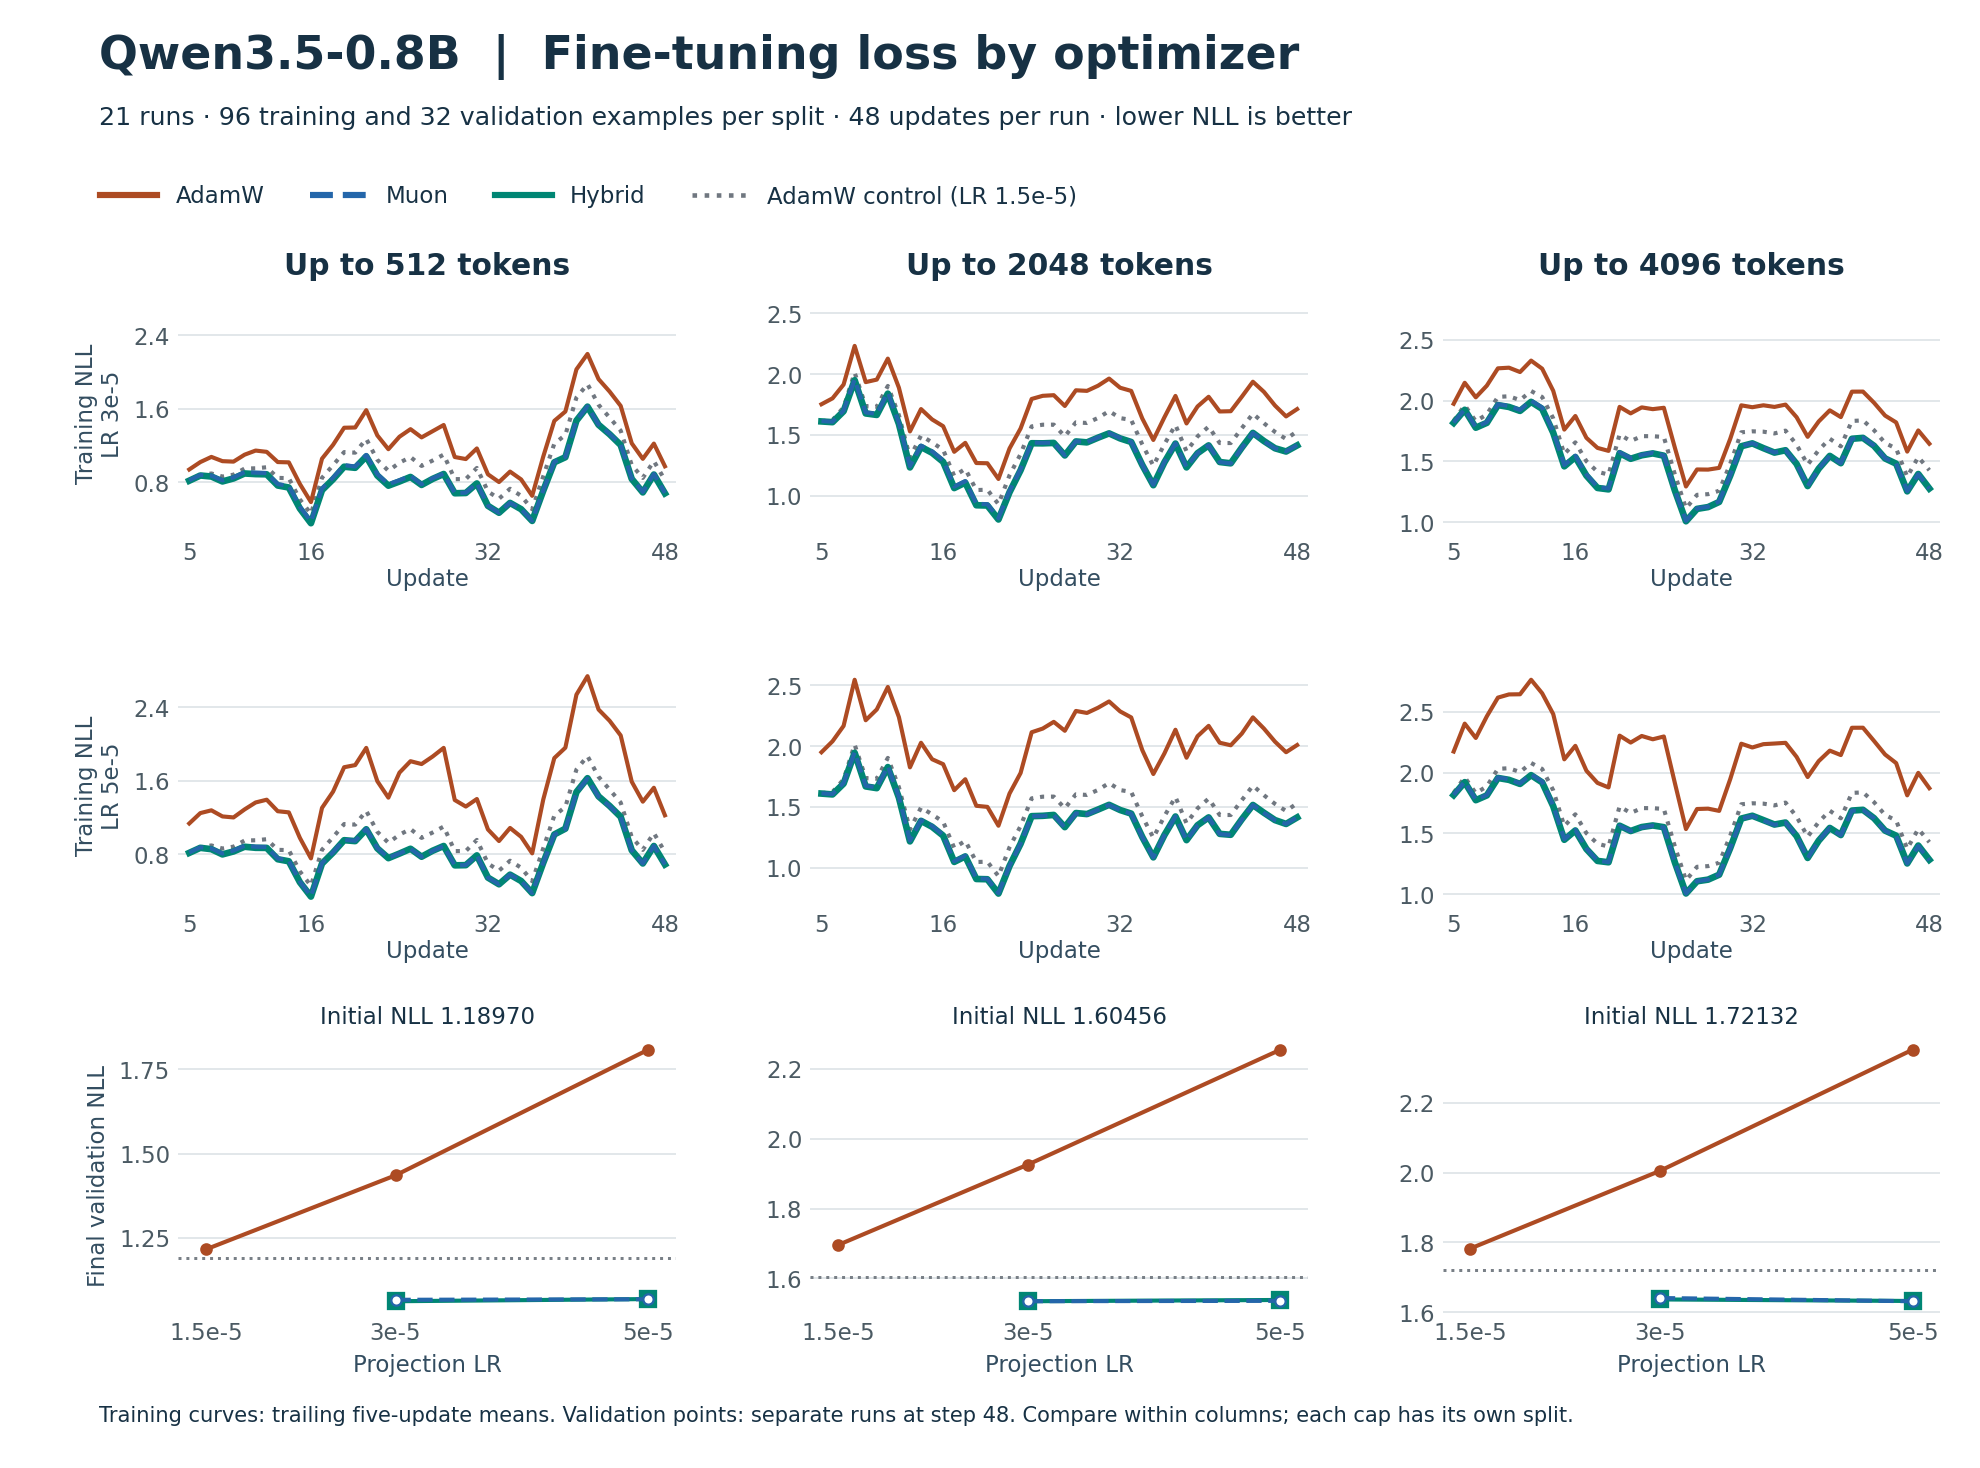 Qwen3.5-0.8B | Fine-tuning loss by optimizer
21 runs · 96 training and 32 validation examples per split · 48 updates per run · lower NLL is better
AdamW
Muon
Hybrid
AdamW control (LR 1.5e-5)
Up to 512 tokens
Training NLL
LR 3e-5
2.4
1.6
0.8
5 16 32 48
Update
Up to 2048 tokens
2.5
2.0
1.5
1.0
5 16 32 48
Update
Up to 4096 tokens
2.5
2.0
1.5
1.0
5 16 32 48
Update
Training NLL
LR 5e-5
2.4
1.6
0.8
5 16 32 48
Update
2.5
2.0
1.5
1.0
5 16 32 48
Update
2.5
2.0
1.5
1.0
5 16 32 48
Update
Initial NLL 1.18970
Final validation NLL
1.75
1.50
1.25
1.5e-5 3e-5 5e-5
Projection LR
Initial NLL 1.60456
2.2
2.0
1.8
1.6
1.5e-5 3e-5 5e-5
Projection LR
Initial NLL 1.72132
2.2
2.0
1.8
1.6
1.5e-5 3e-5 5e-5
Projection LR
Training curves: trailing five-update means. Validation points: separate runs at step 48. Compare within columns; each cap has its own split.